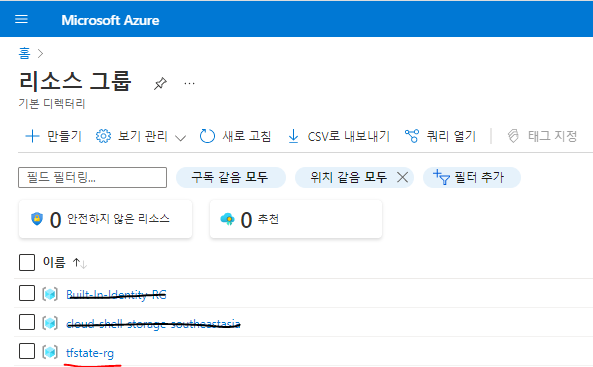 Microsoft Azure
홈
리소스 그룹 ...
기본 디렉터리
만들기 보기 관리 새로 고침 CSV로 내보내기 쿼리 열기 태그 지정
필드 필터링... 구독 같음 모두 위치 같음 모두 필터 추가
0 안전하지 않은 리소스 0 추천
이름
Built-In-Identity-RG
cloud-shell-storage-southeastasia
tfstate-rg